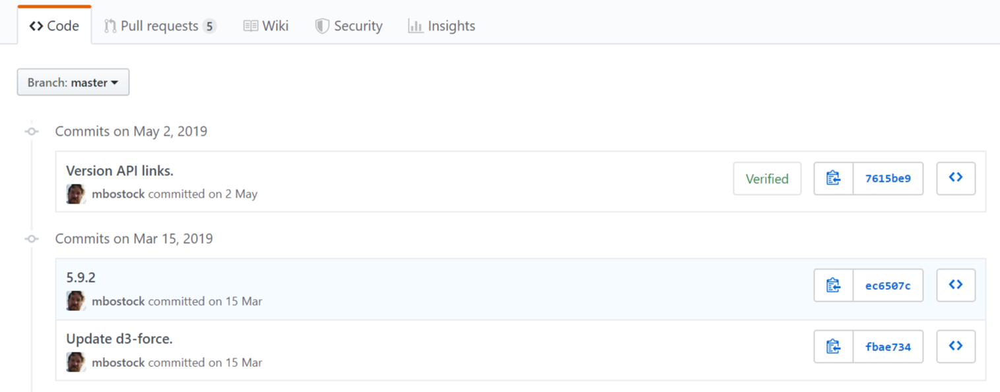 Code Pull requests 5 Wiki Security Insights
Branch: master
Commits on May 2, 2019
Version API links.
mbostock committed on 2 May
Verified 7615be9
Commits on Mar 15, 2019
5.9.2
mbostock committed on 15 Mar
ec6507c
Update d3-force.
mbostock committed on 15 Mar
fbae734